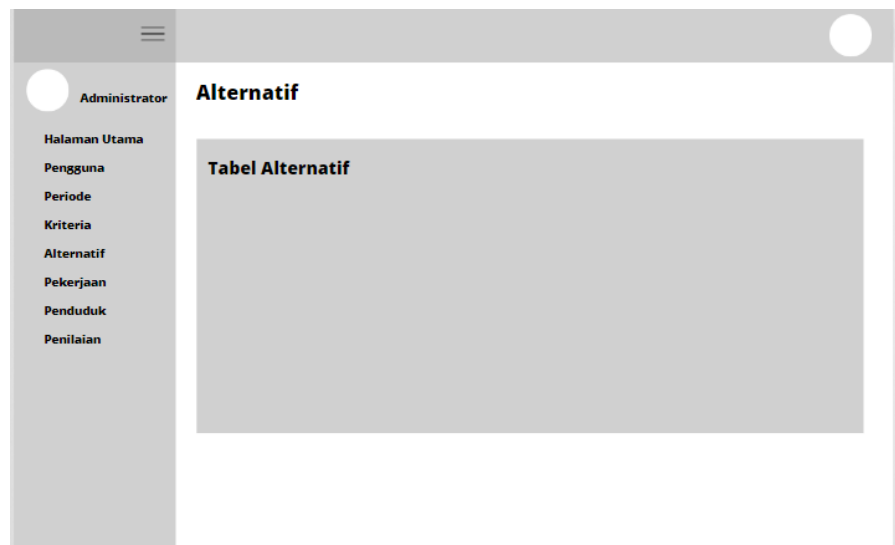 Administrator
Halaman Utama
Pengguna
Periode
Kriteria
Alternatif
Pekerjaan
Penduduk
Penilaian
Alternatif
Tabel Alternatif